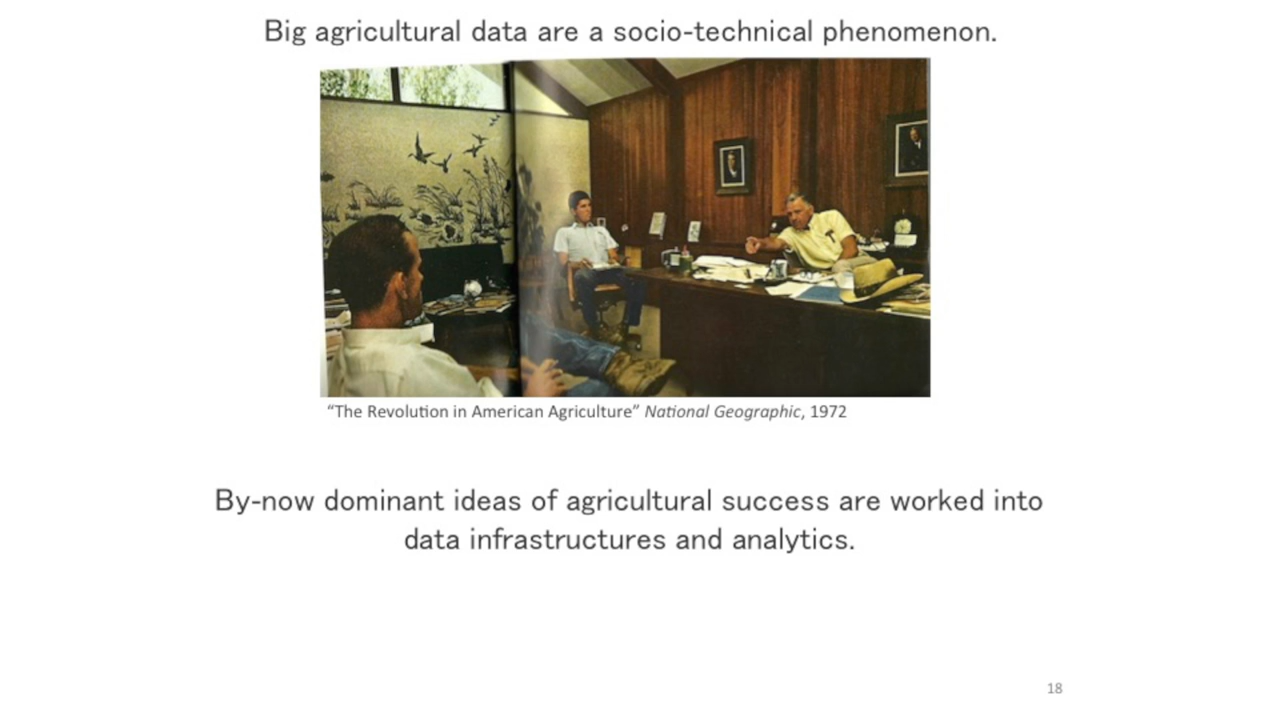 Big agricultural data are a socio-technical phenomenon.
“The Revolution in American Agriculture” National Geographic, 1972
By-now dominant ideas of agricultural success are worked into
data infrastructures and analytics.
18